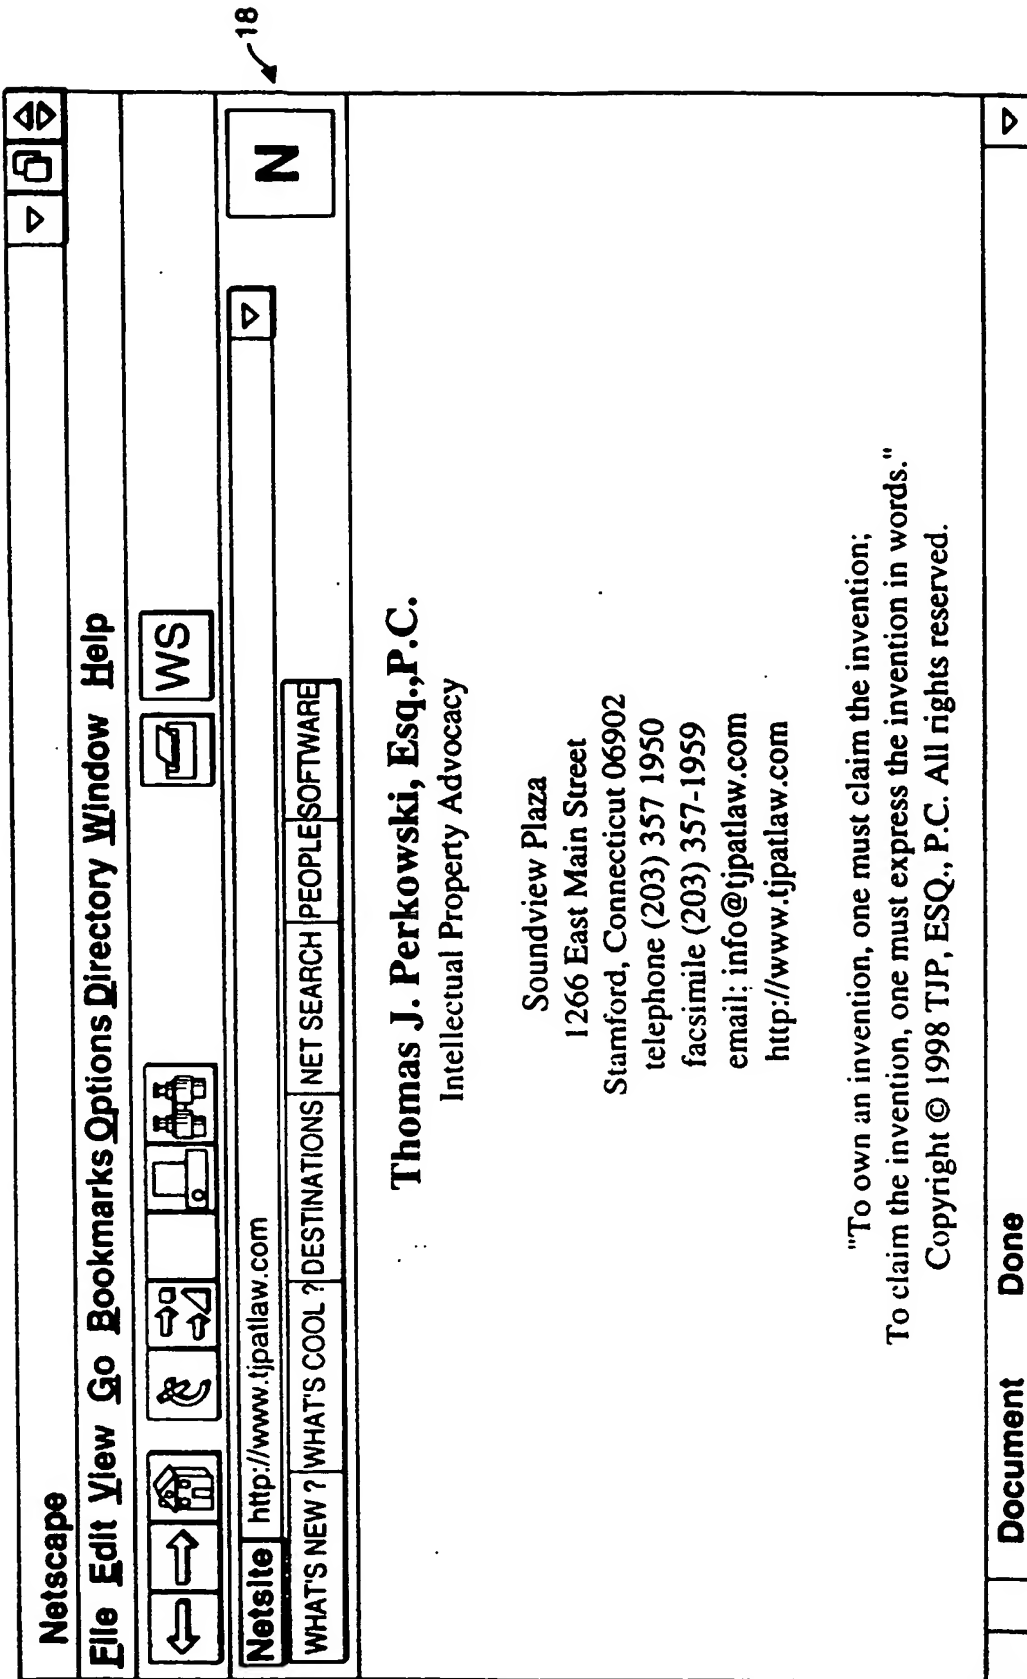 18
Netscape
File Edit View Go Bookmarks Options Directory Window Help
WS
Netsite http://www.tjpatlaw.com
N
WHAT'S NEW ? WHAT'S COOL ? DESTINATIONS NET SEARCH PEOPLE SOFTWARE
Thomas J. Perkowski, Esq.,P.C.
Intellectual Property Advocacy
Soundview Plaza
1266 East Main Street
Stamford, Connecticut 06902
telephone (203) 357 1950
facsimile (203) 357-1959
email: info@tjpatlaw.com
http://www.tjpatlaw.com
"To own an invention, one must claim the invention;
To claim the invention, one must express the invention in words."
Copyright © 1998 TJP, ESQ., P.C. All rights reserved.
Document Done